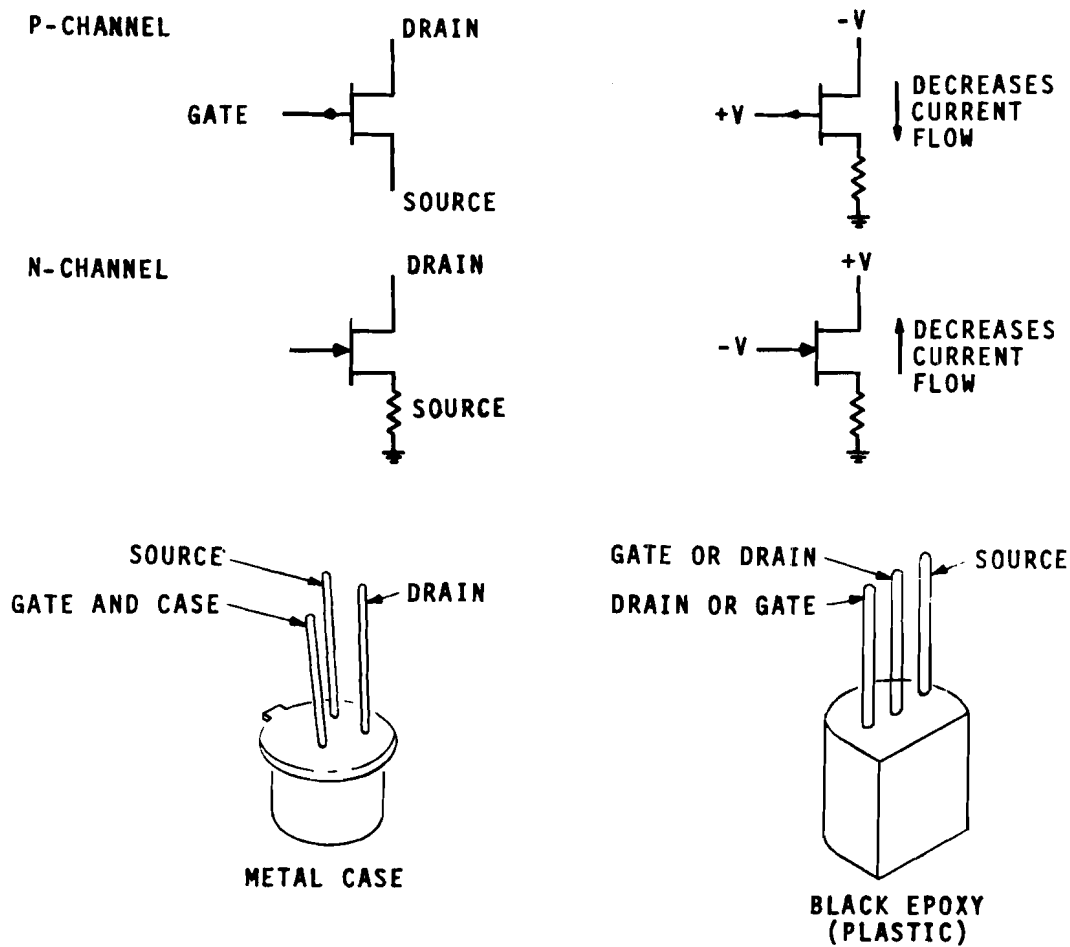 P-CHANNEL
DRAIN
GATE
SOURCE
-V
+V
DECREASES
CURRENT
FLOW
N-CHANNEL
DRAIN
SOURCE
+V
-V
DECREASES
CURRENT
FLOW
SOURCE
GATE AND CASE
DRAIN
METAL CASE
GATE OR DRAIN
DRAIN OR GATE
SOURCE
BLACK EPOXY
(PLASTIC)